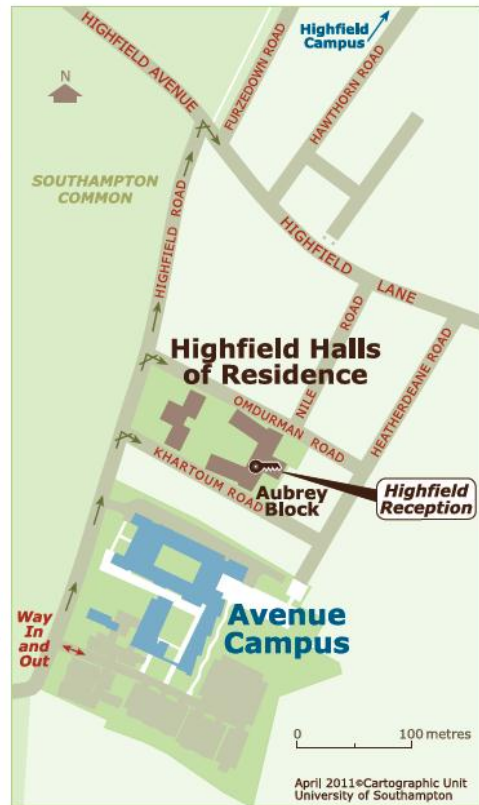 HIGHFIELD AVENUE
FURZEDOWN ROAD
Highfield
Campus
HAWTHORN ROAD
N
SOUTHAMPTON
COMMON
HIGHFIELD ROAD
HIGHFIELD LANE
NILE ROAD
HEATHERDEANE ROAD
Highfield Halls
of Residence
OMDURMAN ROAD
KHARTOUM ROAD
Aubrey
Block
Highfield
Reception
Avenue
Campus
Way
In
and
Out
0 100 metres
April 2011©Cartographic Unit
University of Southampton